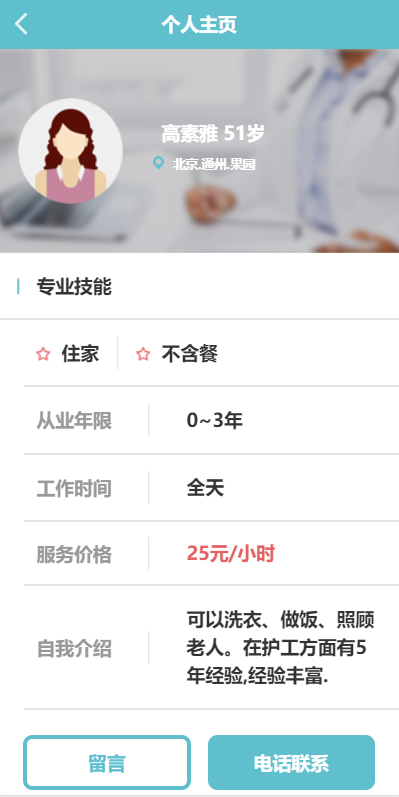 个人主页
高素雅 51岁
北京.通州.果园
专业技能
住家 不含餐
从业年限 0~3年
工作时间 全天
服务价格 25元/小时
自我介绍 可以洗衣、做饭、照顾
老人。在护工方面有5
年经验,经验丰富.
留言 电话联系